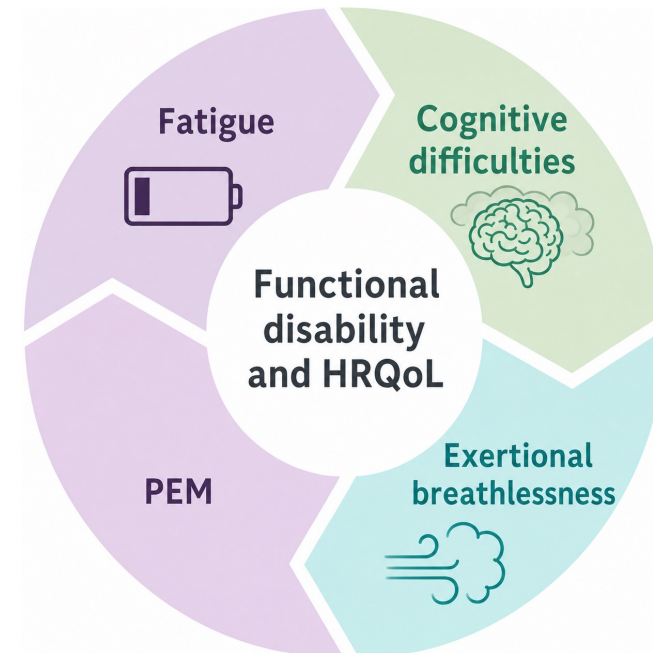 Fatigue
Cognitive
difficulties
Functional
disability
and HRQoL
PEM
Exertional
breathlessness